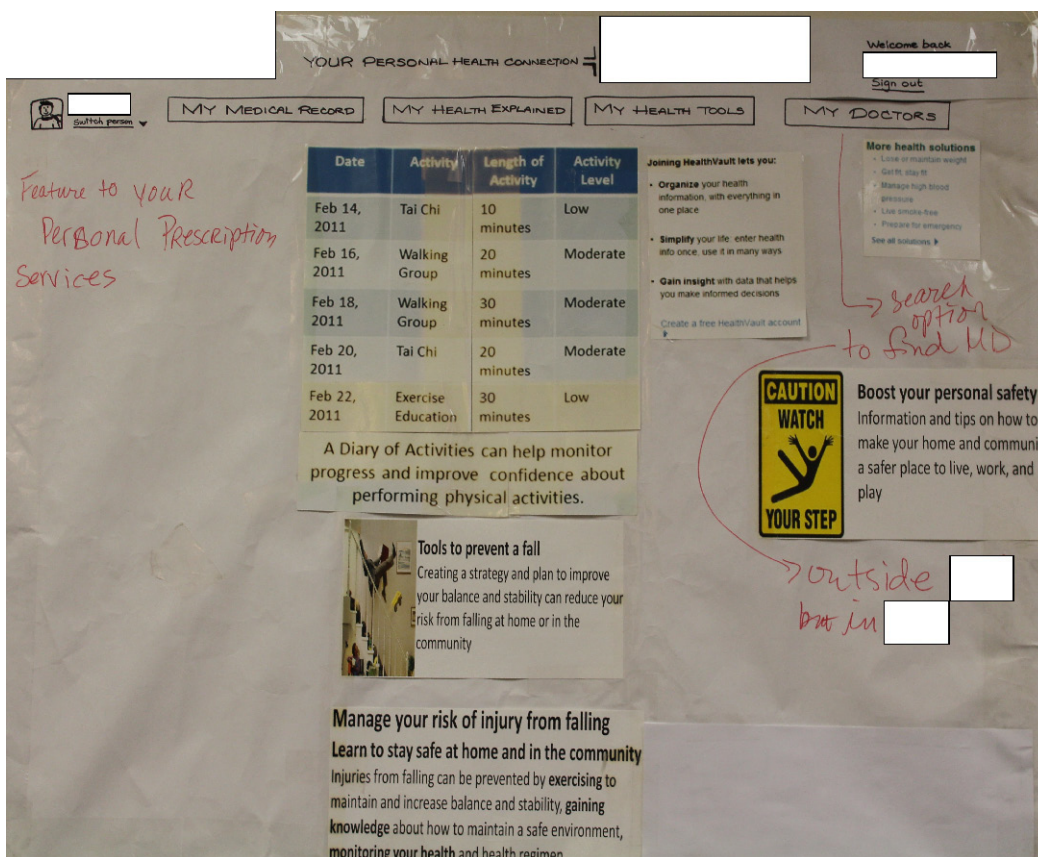 YOUR PERSONAL HEALTH CONNECTION
Welcome back
Sign out
Switch person
MY MEDICAL RECORD
MY HEALTH EXPLAINED
MY HEALTH TOOLS
MY DOCTORS
Feature to youR
Personal Prescription
Services
Date Activity Length of Activity Activity Level
Feb 14, 2011 Tai Chi 10 minutes Low
Feb 16, 2011 Walking Group 20 minutes Moderate
Feb 18, 2011 Walking Group 30 minutes Moderate
Feb 20, 2011 Tai Chi 20 minutes Moderate
Feb 22, 2011 Exercise Education 30 minutes Low
A Diary of Activities can help monitor
progress and improve confidence about
performing physical activities.
Joining HealthVault lets you:
• Organize your health
information, with everything in
one place
• Simplify your life: enter health
info once, use it in many ways
• Gain insight with data that helps
you make informed decisions
Create a free HealthVault account
More health solutions
• Lose or maintain weight
• Get fit, stay fit
• Manage high blood
pressure
• Live smoke-free
• Prepare for emergency
See all solutions
search
option
to find MD
CAUTION
WATCH
YOUR STEP
Boost your personal safety
Information and tips on how to
make your home and communi
a safer place to live, work, and
play
outside
but in
Tools to prevent a fall
Creating a strategy and plan to improve
your balance and stability can reduce your
risk from falling at home or in the
community
Manage your risk of injury from falling
Learn to stay safe at home and in the community
Injuries from falling can be prevented by exercising to
maintain and increase balance and stability, gaining
knowledge about how to maintain a safe environment,
monitoring your health and health regimen